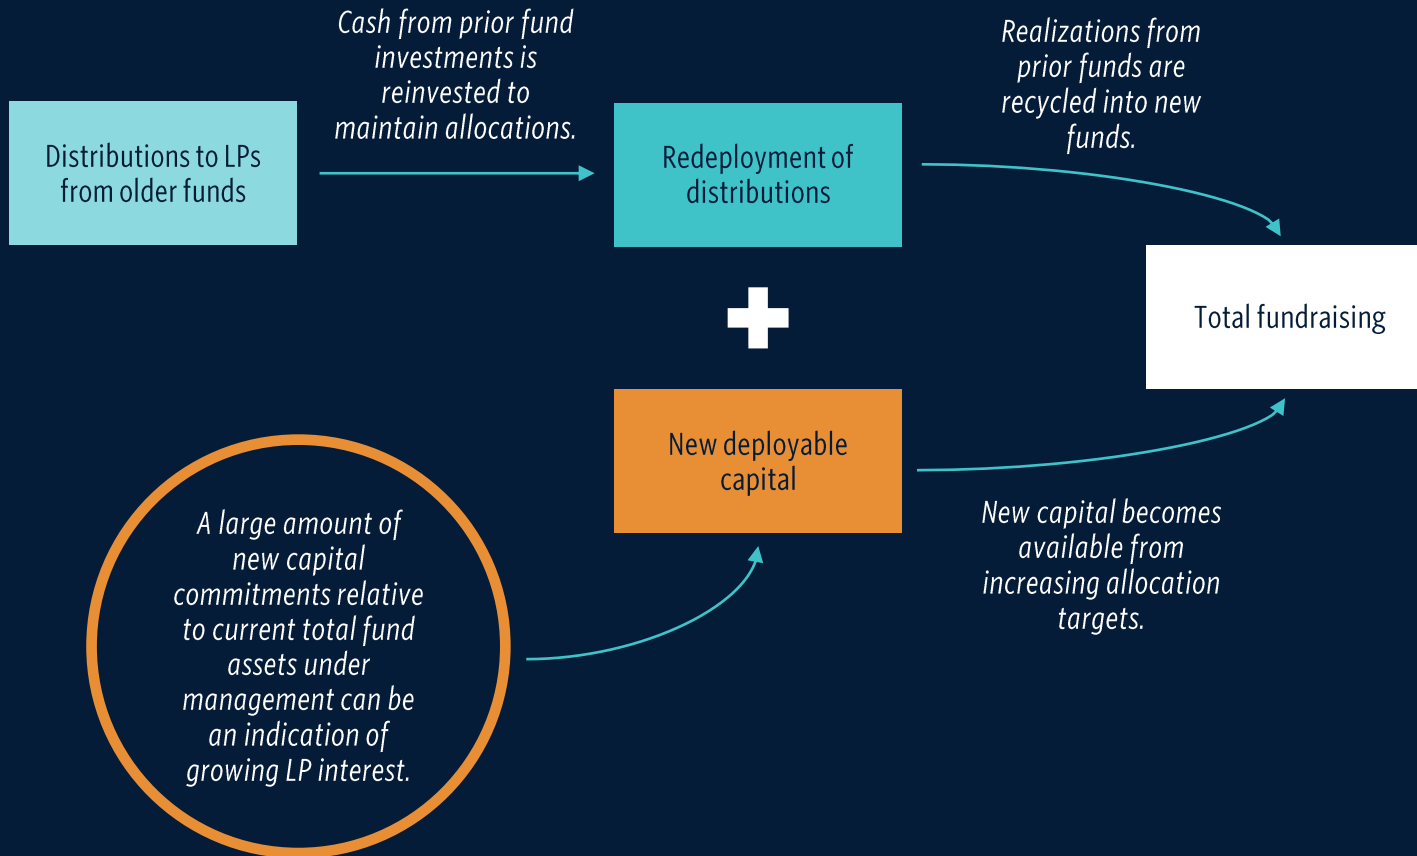 Cash from prior fund
investments is
reinvested to
maintain allocations.
Realizations from
prior funds are
recycled into new
funds.
Distributions to LPs
from older funds
Redeployment of
distributions
Total fundraising
New deployable
capital
A large amount of
new capital
commitments relative
to current total fund
assets under
management can be
an indication of
growing LP interest.
New capital becomes
available from
increasing allocation
targets.